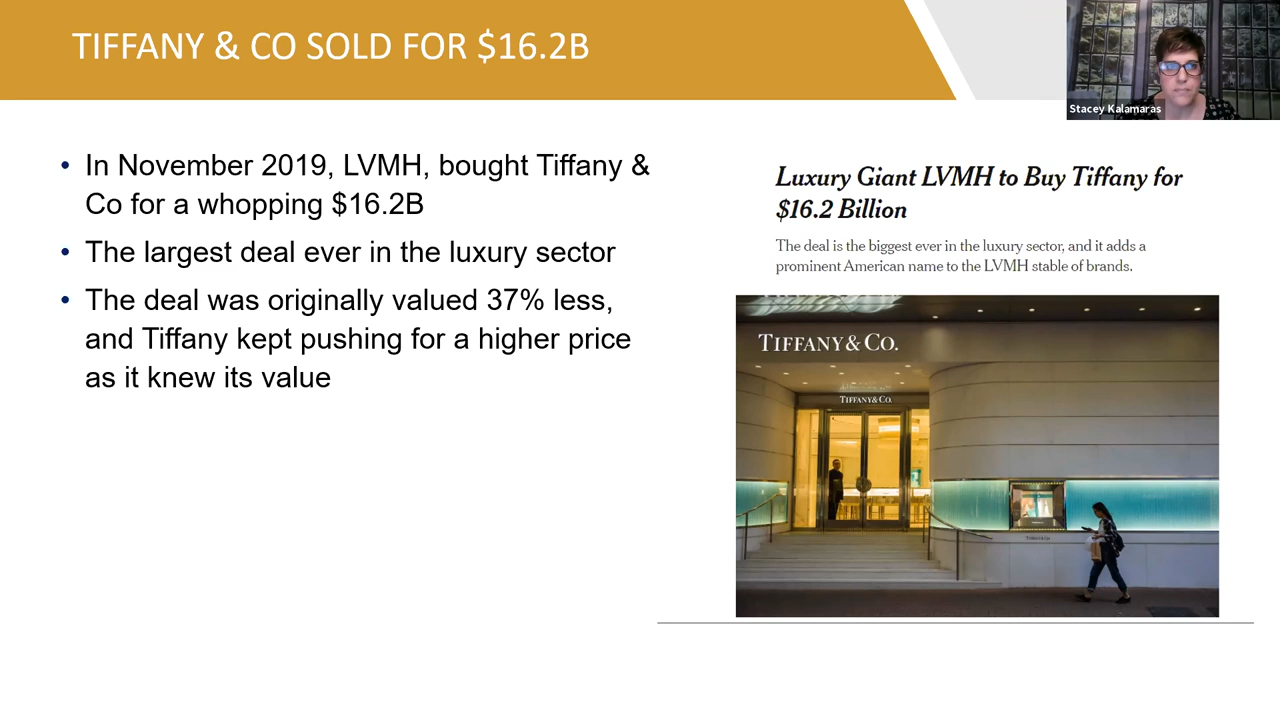 TIFFANY & CO SOLD FOR $16.2B
Stacey Kalamaras
• In November 2019, LVMH, bought Tiffany &
Co for a whopping $16.2B
• The largest deal ever in the luxury sector
• The deal was originally valued 37% less,
and Tiffany kept pushing for a higher price
as it knew its value
Luxury Giant LVMH to Buy Tiffany for
$16.2 Billion
The deal is the biggest ever in the luxury sector, and it adds a
prominent American name to the LVMH stable of brands.
TIFFANY & CO.
TIFFANY & CO.